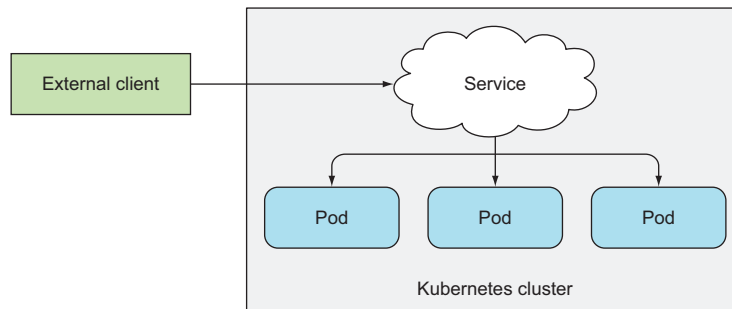 External client
Service
Pod
Pod
Pod
Kubernetes cluster